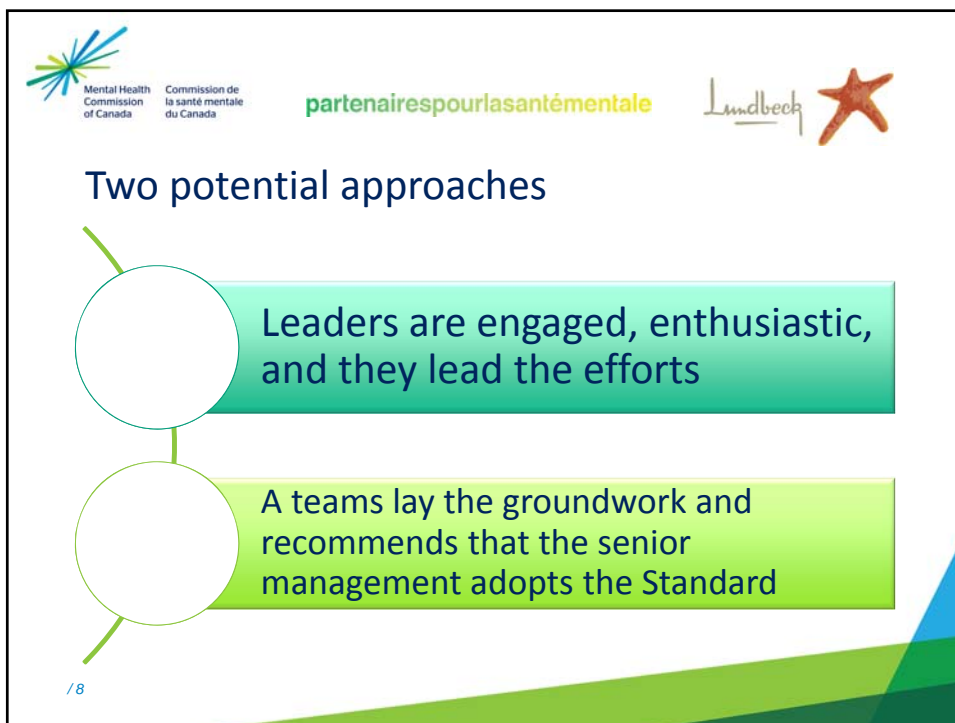 Mental Health
Commission
of Canada
Commission de
la santé mentale
du Canada
partenairespourlasantémentale
Lundbeck
Two potential approaches
Leaders are engaged, enthusiastic,
and they lead the efforts
A teams lay the groundwork and
recommends that the senior
management adopts the Standard
/ 8